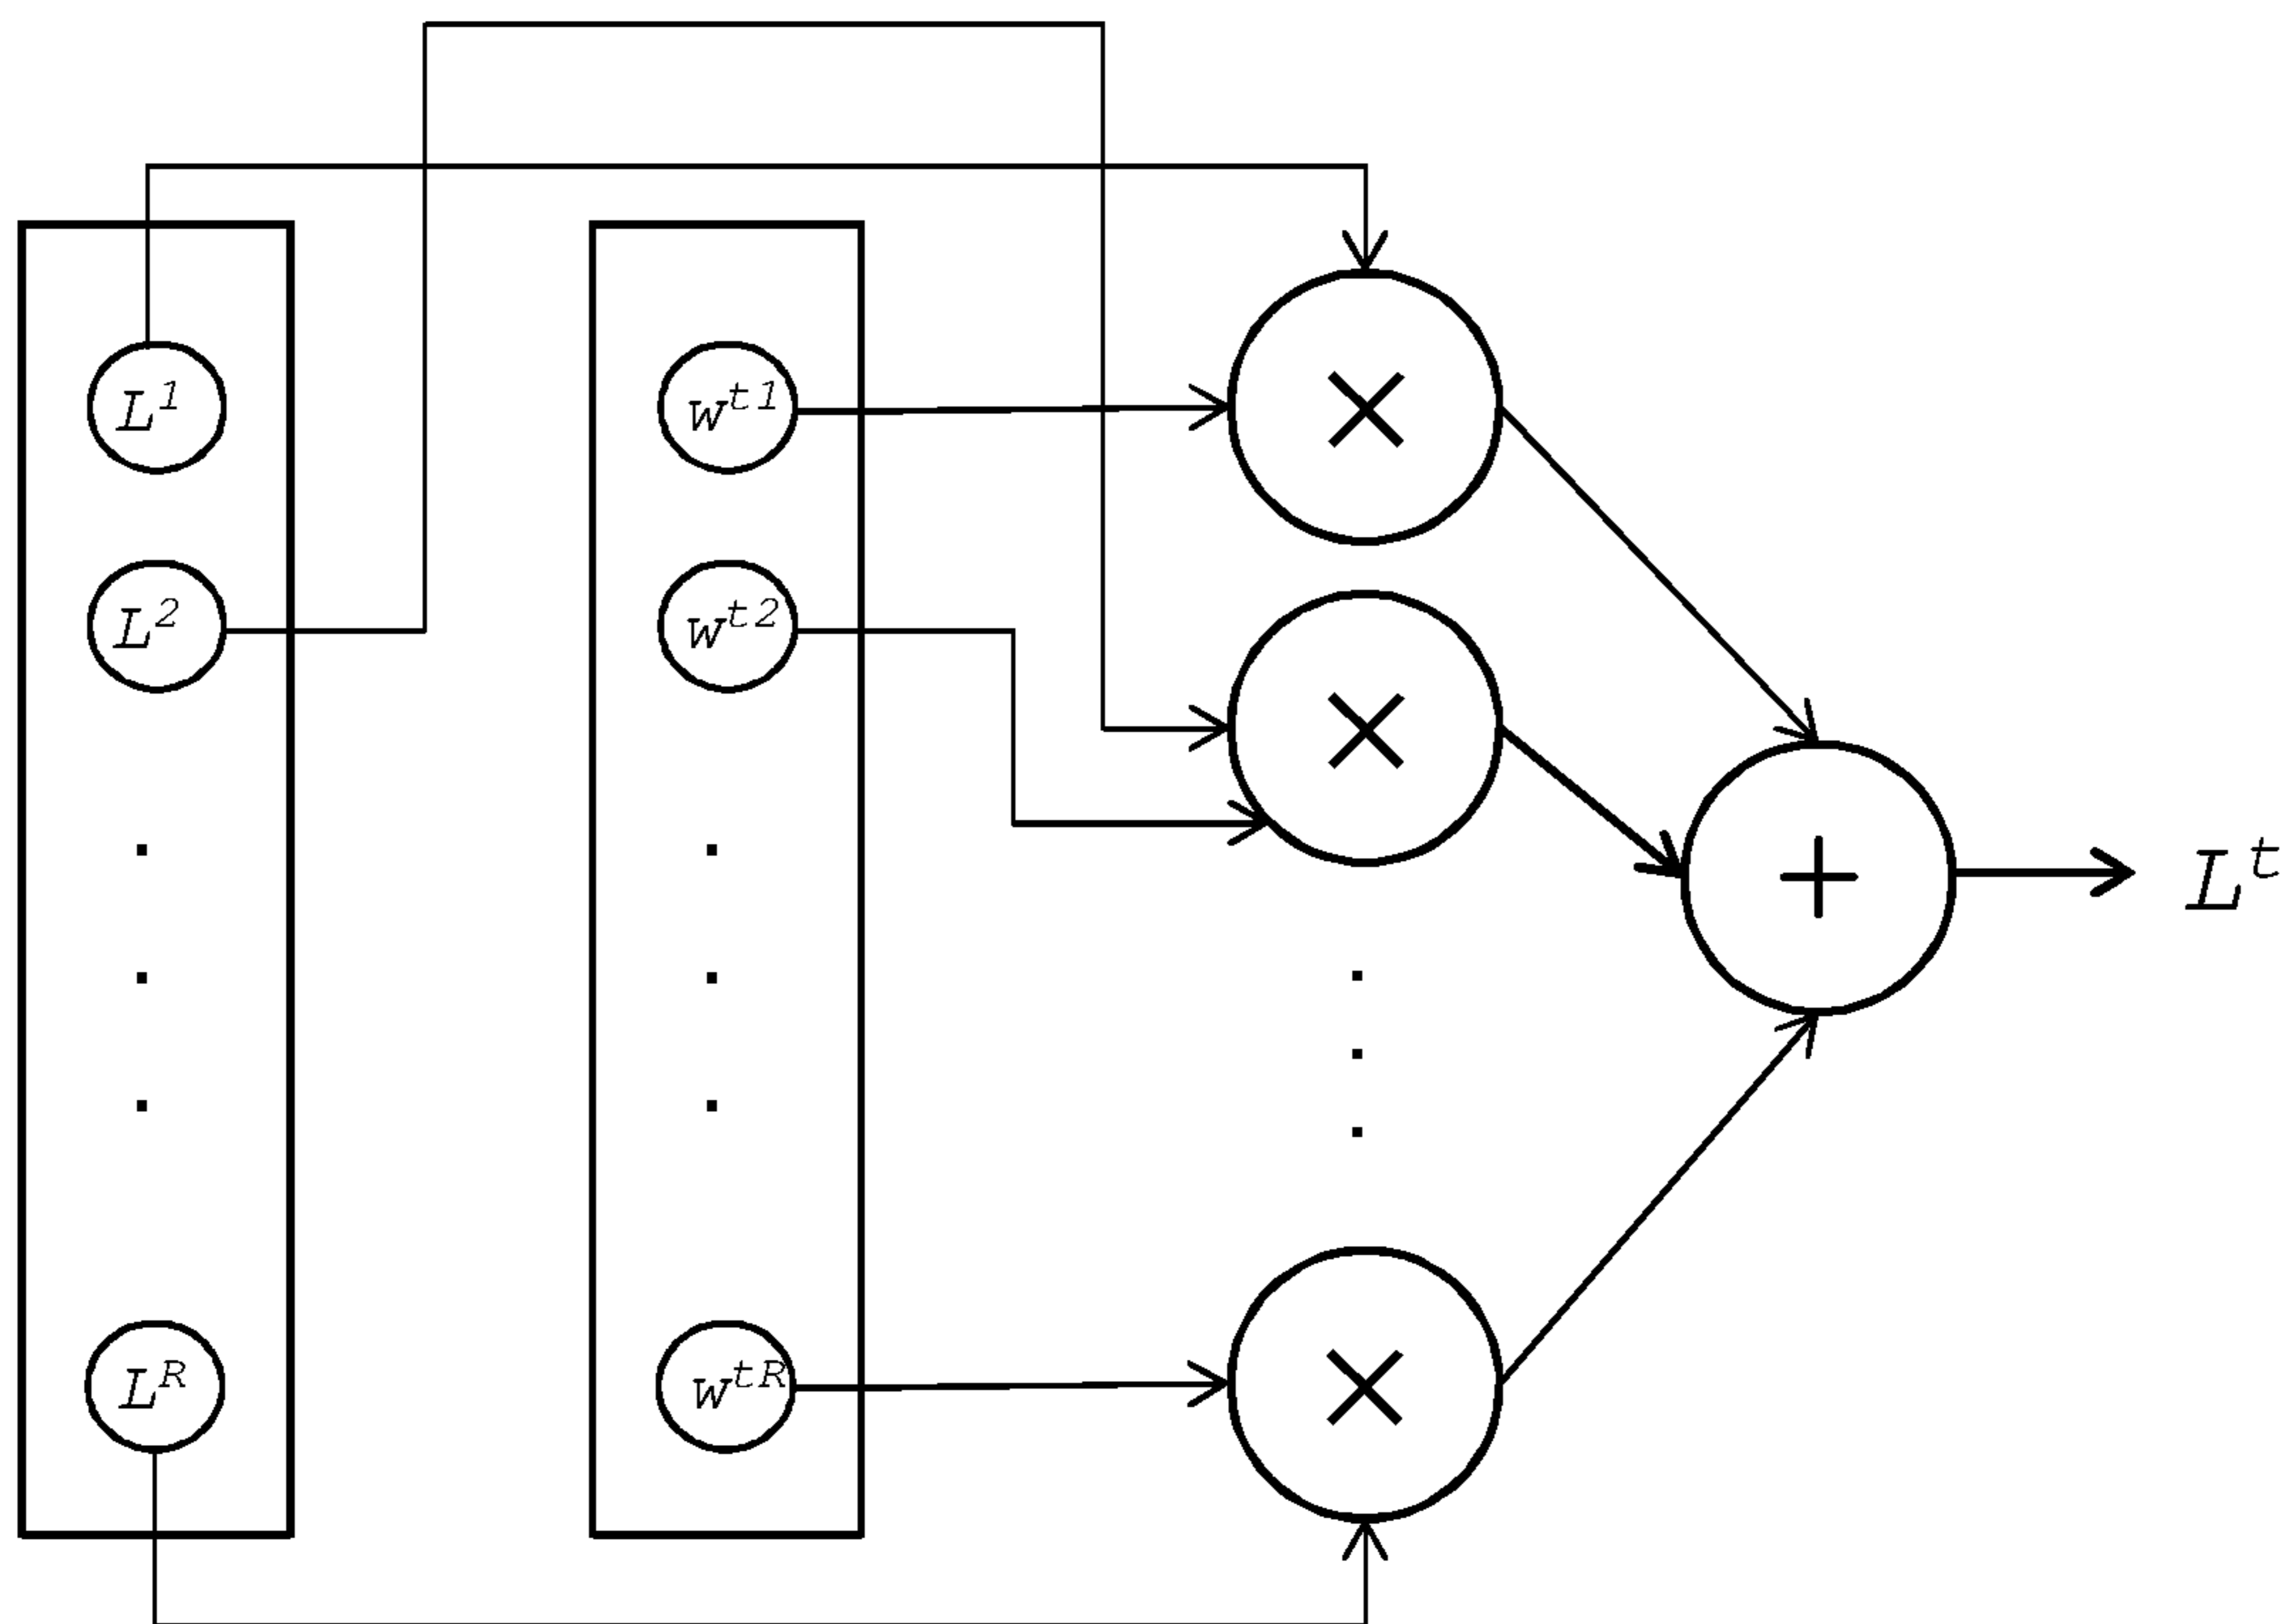 L^1
w^{t1}
×
L^2
w^{t2}
×
+
L^t
.
.
.
.
.
.
.
.
.
L^R
w^{tR}
×